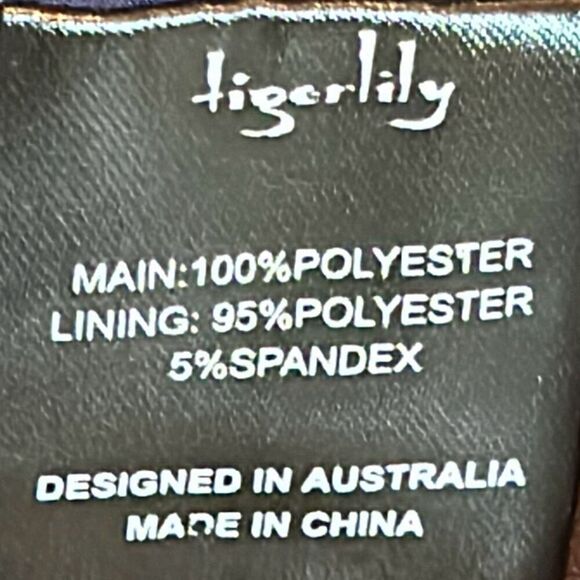 tigerlily
MAIN:100%POLYESTER
LINING: 95%POLYESTER
5%SPANDEX
DESIGNED IN AUSTRALIA
MADE IN CHINA